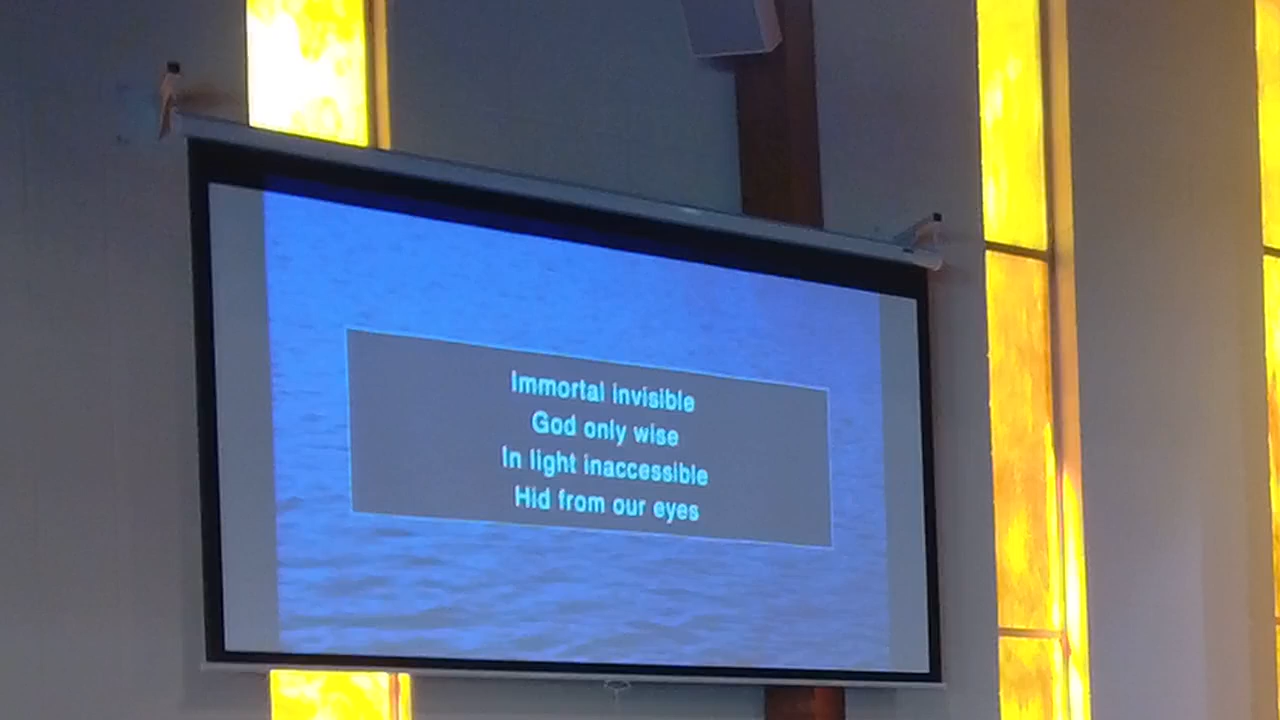 Immortal invisible
God only wise
In light inaccessible
Hid from our eyes